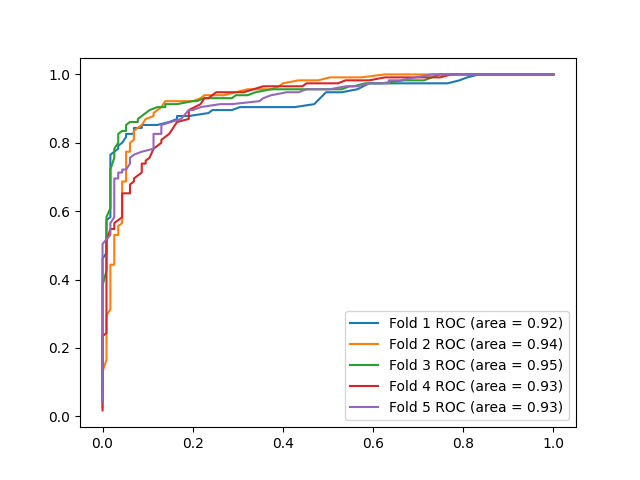 1.0
0.8
0.6
0.4
0.2
0.0
0.0 0.2 0.4 0.6 0.8 1.0
Fold 1 ROC (area = 0.92)
Fold 2 ROC (area = 0.94)
Fold 3 ROC (area = 0.95)
Fold 4 ROC (area = 0.93)
Fold 5 ROC (area = 0.93)